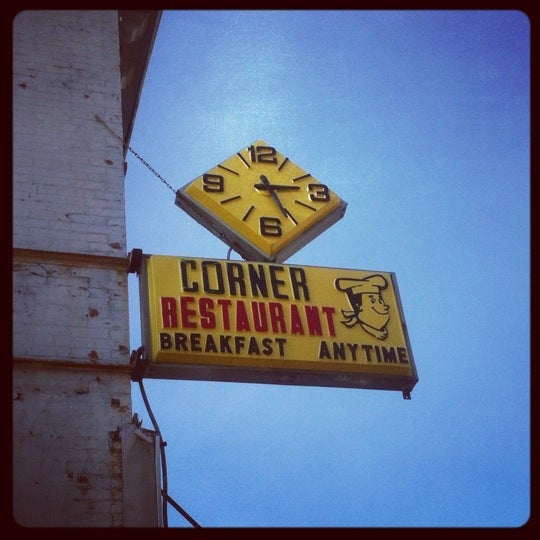 12
9 3
6
CORNER
RESTAURANT
BREAKFAST ANYTIME